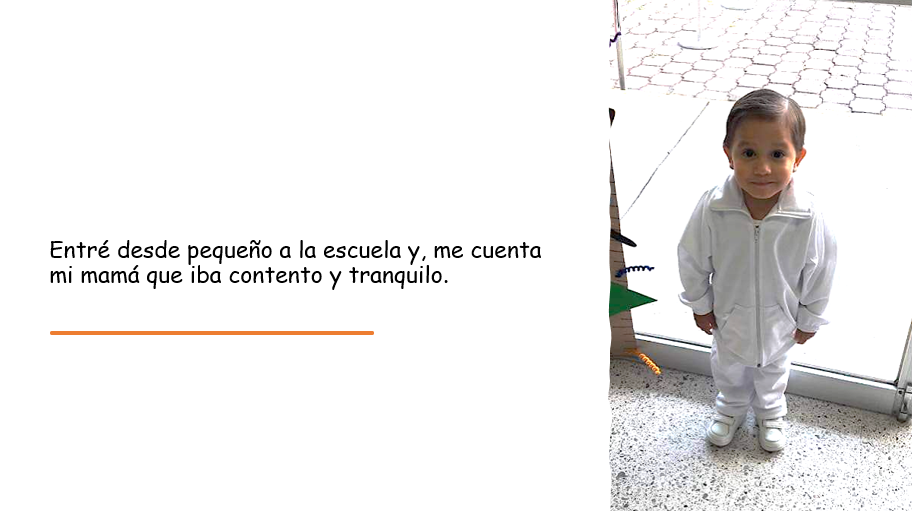 Entré desde pequeño a la escuela y, me cuenta
mi mamá que iba contento y tranquilo.